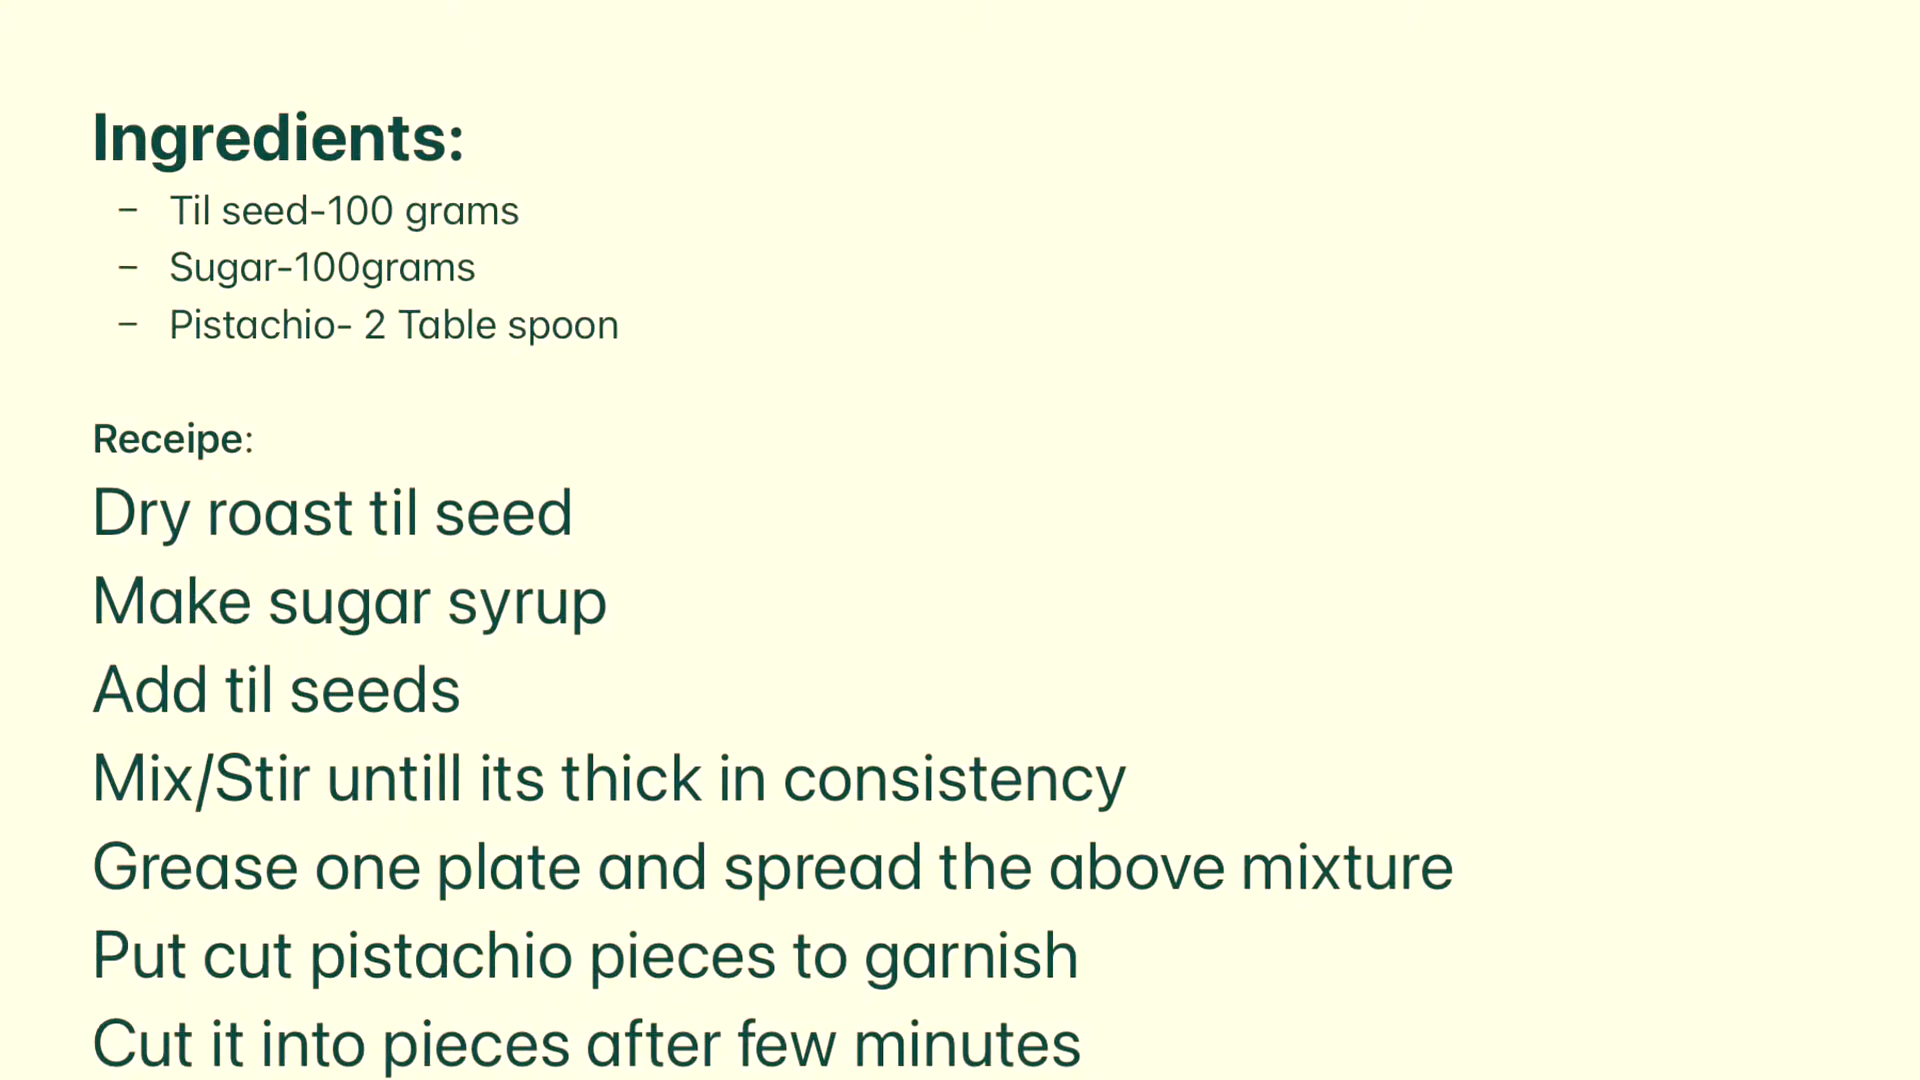 Ingredients:
– Til seed-100 grams
– Sugar-100grams
– Pistachio- 2 Table spoon
Receipe:
Dry roast til seed
Make sugar syrup
Add til seeds
Mix/Stir untill its thick in consistency
Grease one plate and spread the above mixture
Put cut pistachio pieces to garnish
Cut it into pieces after few minutes